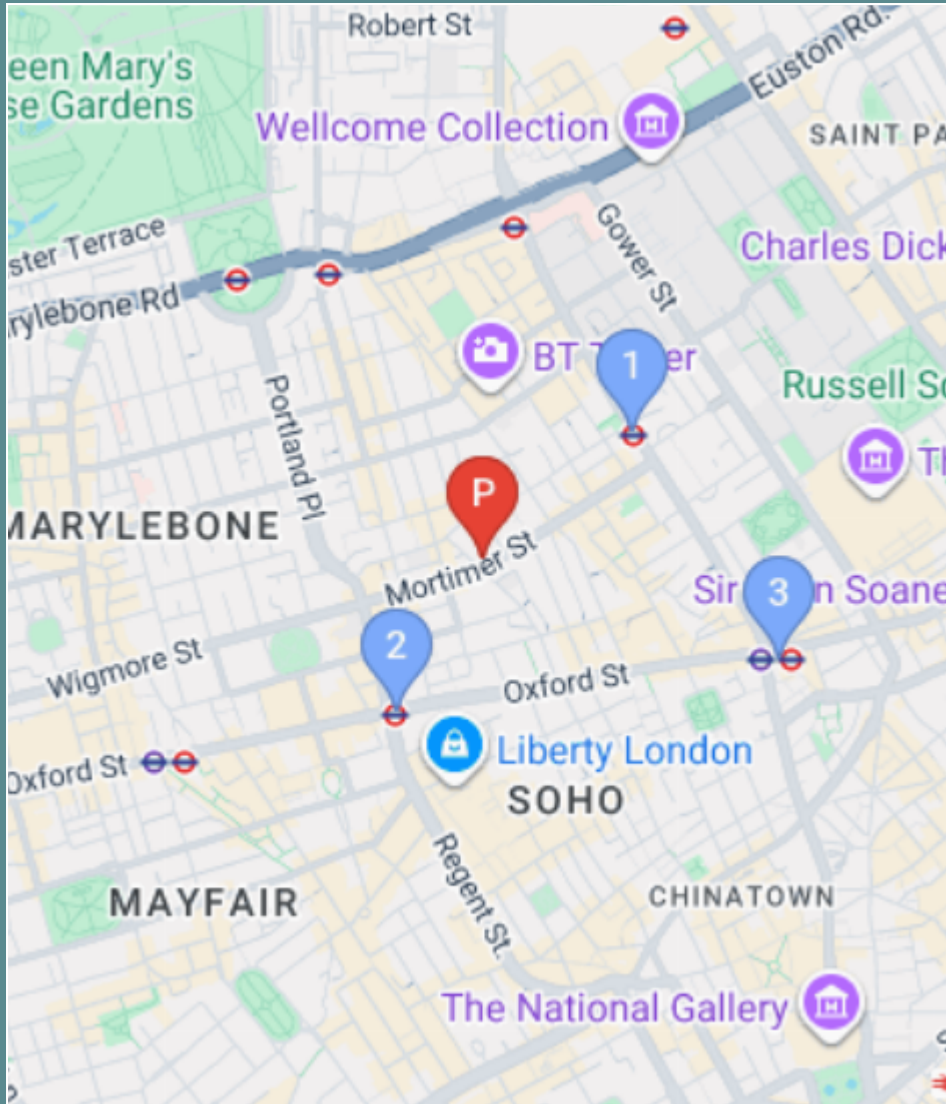 Robert St
een Mary's
se Gardens
Euston Rd.
Wellcome Collection
SAINT PA
Gower St
ster Terrace
Charles Dick
rylebone Rd
BT T
er
1
Portland Pl
Russell Sq
Th
P
MARYLEBONE
Mortimer St
Sir
n Soane
3
2
Wigmore St
Oxford St
Oxford St
Liberty London
SOHO
Regent St.
MAYFAIR
CHINATOWN
The National Gallery